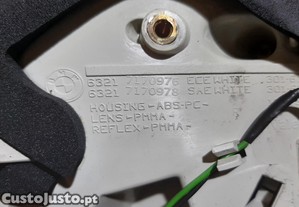 6321 7170976 ECE WHITE
6321 7170978 SAE WHITE
HOUSING-ABS-PC-
LENS-PMMA-
REFLEX-PMMA-
CustoJusto.pt